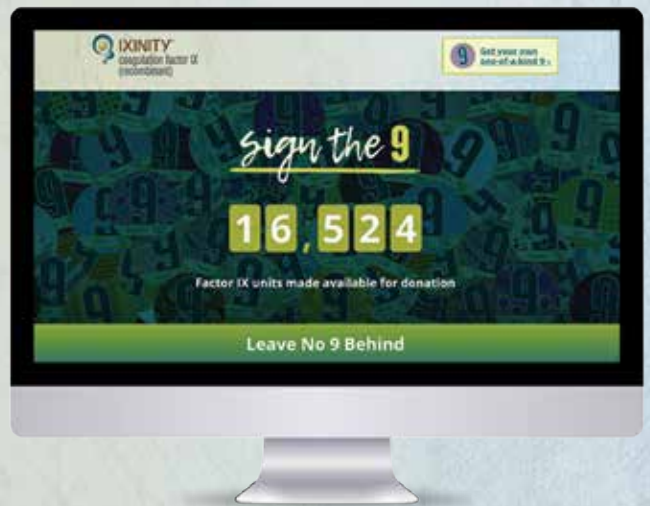 IXINITY
coagulation factor IX
(recombinant)
9
Get your own
one-of-a-kind 9
sign the 9
16,524
Factor IX units made available for donation
Leave No 9 Behind